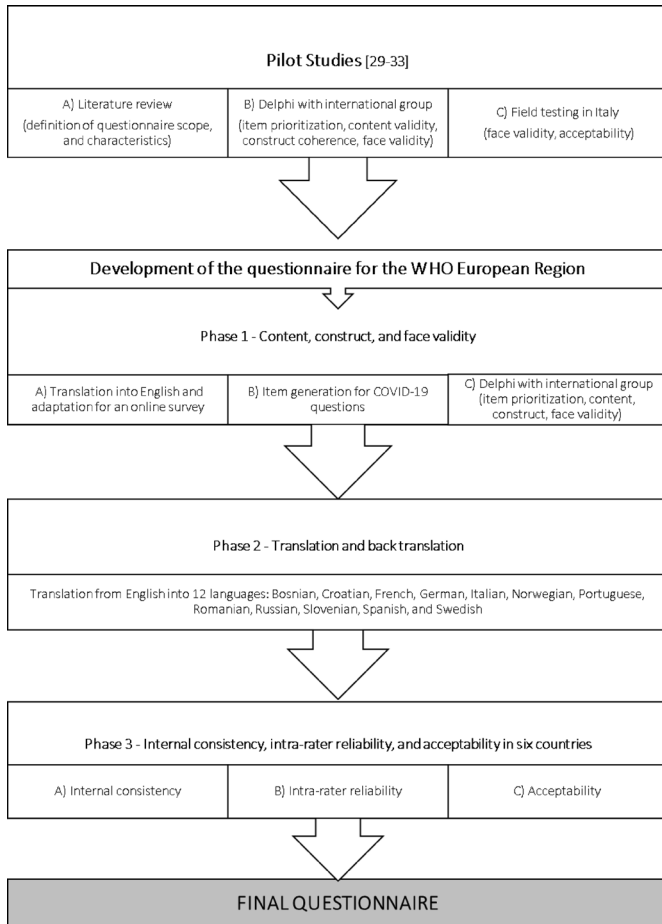 Pilot Studies [29-33]
A) Literature review
(definition of questionnaire scope,
and characteristics)
B) Delphi with international group
(item prioritization, content validity,
construct coherence, face validity)
C) Field testing in Italy
(face validity, acceptability)
Development of the questionnaire for the WHO European Region
Phase 1 - Content, construct, and face validity
A) Translation into English and
adaptation for an online survey
B) Item generation for COVID-19
questions
C) Delphi with international group
(item prioritization, content,
construct, face validity)
Phase 2 - Translation and back translation
Translation from English into 12 languages: Bosnian, Croatian, French, German, Italian, Norwegian, Portuguese,
Romanian, Russian, Slovenian, Spanish, and Swedish
Phase 3 - Internal consistency, intra-rater reliability, and acceptability in six countries
A) Internal consistency
B) Intra-rater reliability
C) Acceptability
FINAL QUESTIONNAIRE